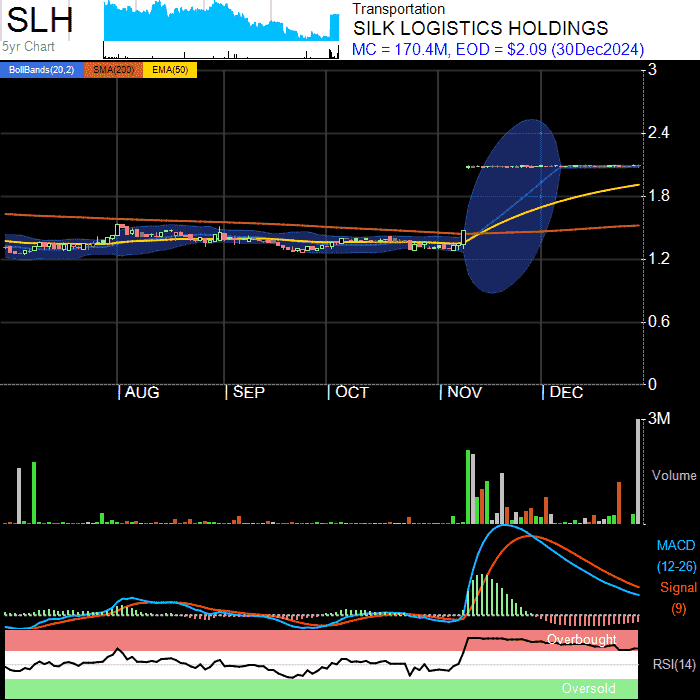 SLH
5yr Chart
Transportation
SILK LOGISTICS HOLDINGS
MC = 170.4M, EOD = $2.09 (30Dec2024)
BollBands(20,2) SMA(200) EMA(50)
3
2.4
1.8
1.2
0.6
0
AUG SEP OCT NOV DEC
3M
Volume
MACD
(12-26)
Signal
(9)
Overbought
RSI(14)
Oversold